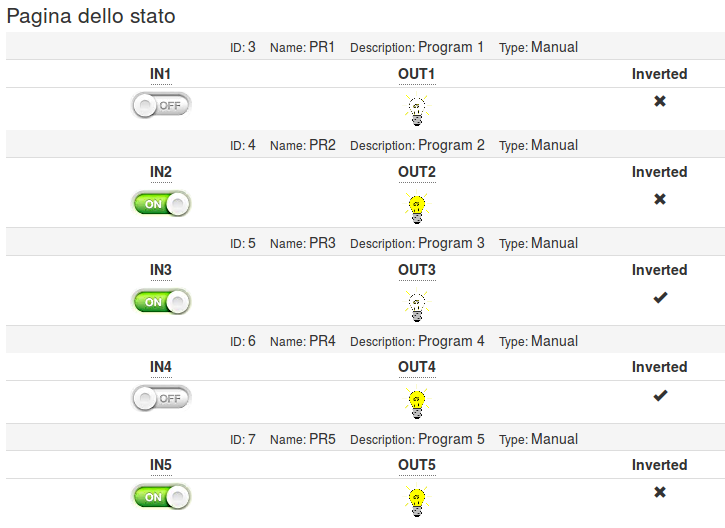 Pagina dello stato
ID: 3 Name: PR1 Description: Program 1 Type: Manual
IN1 OUT1 Inverted
OFF
ID: 4 Name: PR2 Description: Program 2 Type: Manual
IN2 OUT2 Inverted
ON
ID: 5 Name: PR3 Description: Program 3 Type: Manual
IN3 OUT3 Inverted
ON
ID: 6 Name: PR4 Description: Program 4 Type: Manual
IN4 OUT4 Inverted
OFF
ID: 7 Name: PR5 Description: Program 5 Type: Manual
IN5 OUT5 Inverted
ON